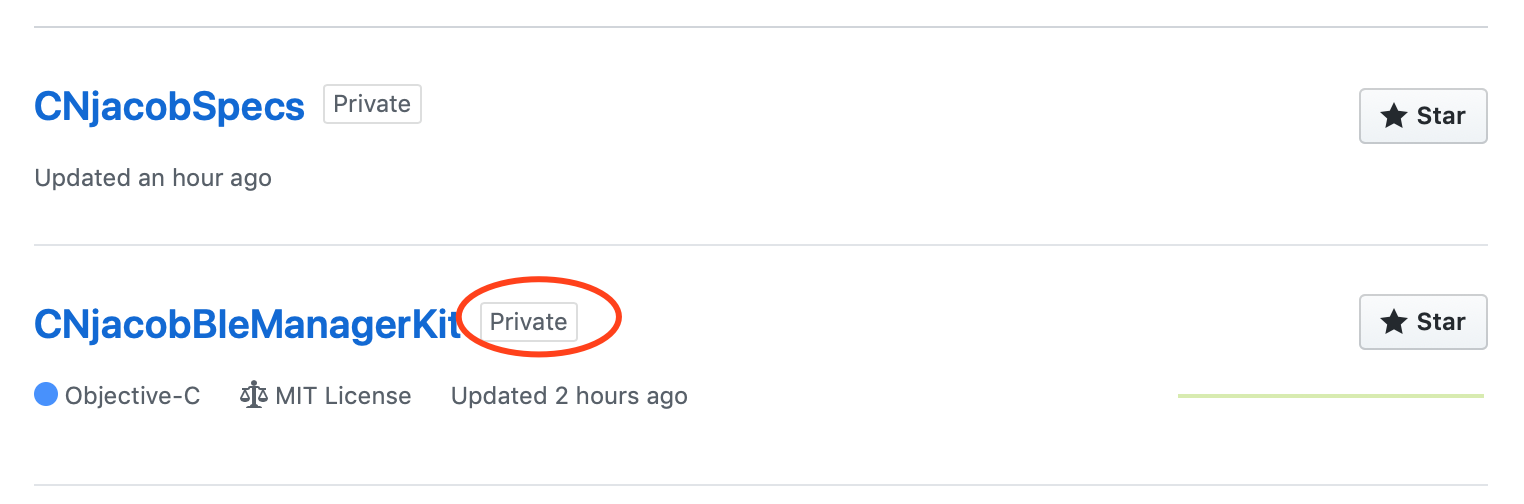 CNjacobSpecs Private
Star
Updated an hour ago
CNjacobBleManagerKit Private
Star
Objective-C MIT License Updated 2 hours ago